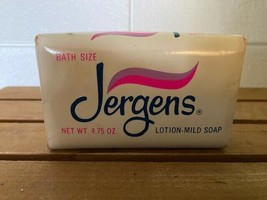 BATH SIZE
Jergens®
NET WT. 4.75 OZ. LOTION-MILD SOAP